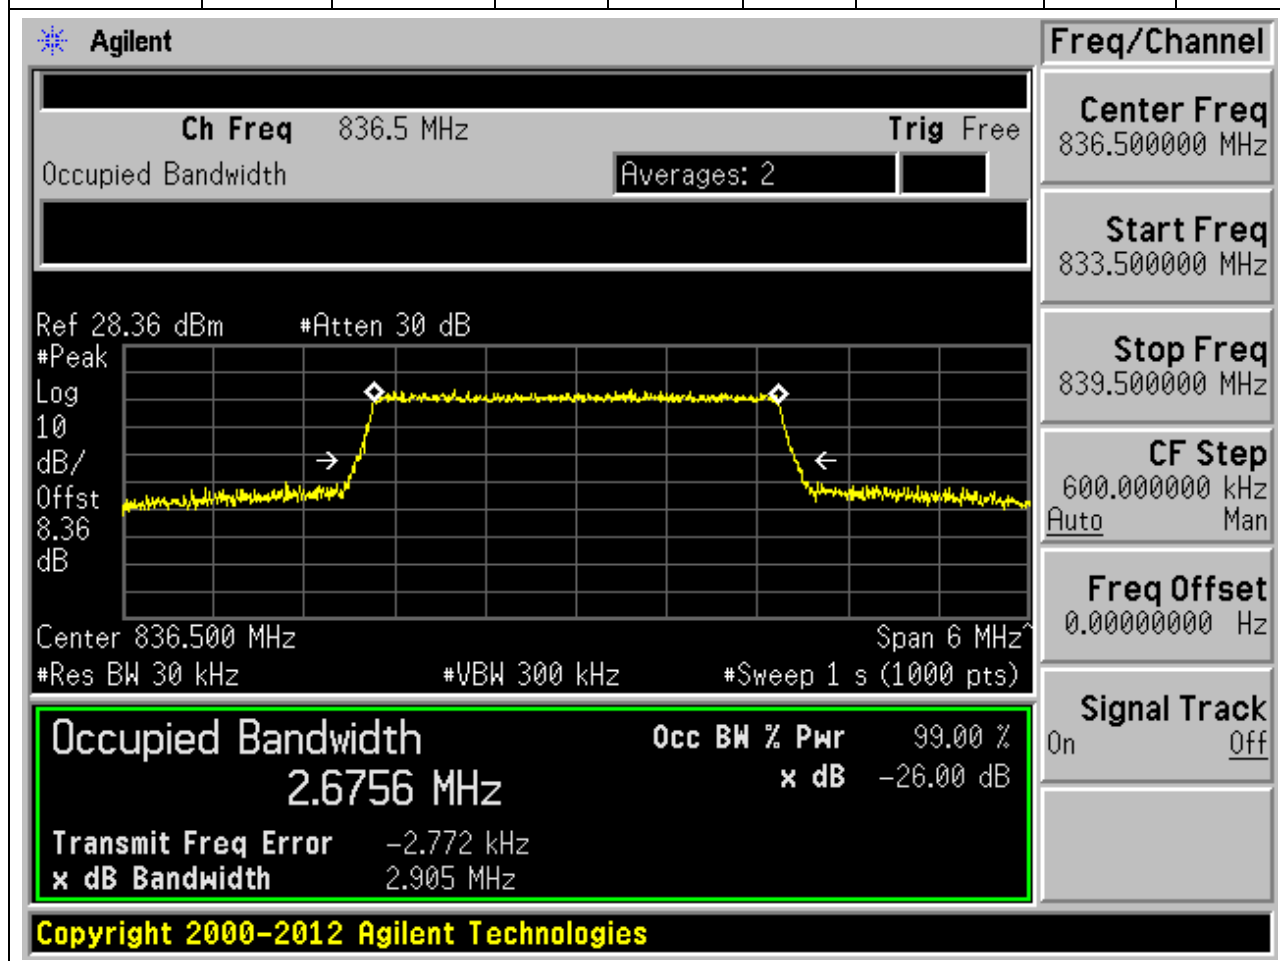 Agilent
Freq/Channel
Ch Freq 836.5 MHz Trig Free
Occupied Bandwidth Averages: 2
Center Freq
836.500000 MHz
Start Freq
833.500000 MHz
Stop Freq
839.500000 MHz
CF Step
600.000000 kHz
Auto Man
Freq Offset
0.00000000 Hz
Signal Track
On Off
Ref 28.36 dBm #Atten 30 dB
#Peak
Log
10
dB/
Offst
8.36
dB
Center 836.500 MHz Span 6 MHz^
#Res BW 30 kHz #VBW 300 kHz #Sweep 1 s (1000 pts)
Occupied Bandwidth Occ BW % Pwr 99.00 %
2.6756 MHz x dB -26.00 dB
Transmit Freq Error -2.772 kHz
x dB Bandwidth 2.905 MHz
Copyright 2000-2012 Agilent Technologies